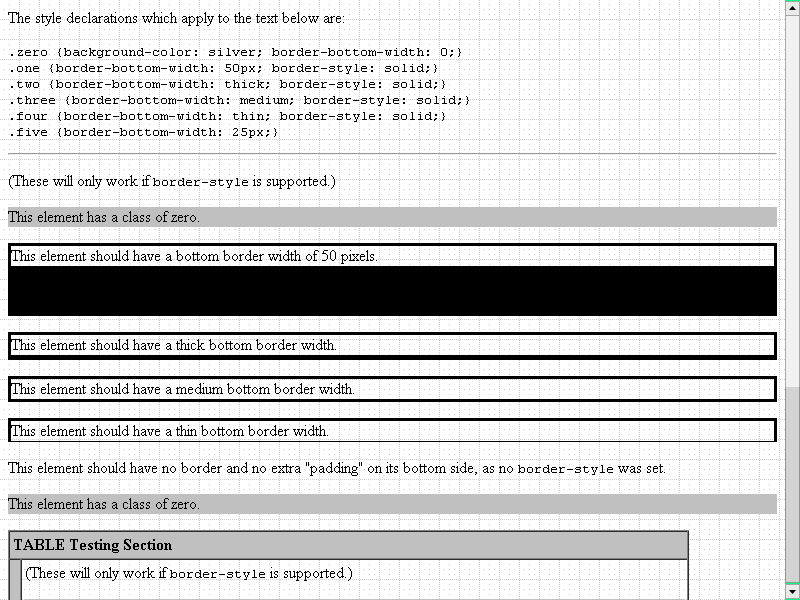 The style declarations which apply to the text below are:
.zero {background-color: silver; border-bottom-width: 0;}
.one {border-bottom-width: 50px; border-style: solid;}
.two {border-bottom-width: thick; border-style: solid;}
.three {border-bottom-width: medium; border-style: solid;}
.four {border-bottom-width: thin; border-style: solid;}
.five {border-bottom-width: 25px;}
(These will only work if border-style is supported.)
This element has a class of zero.
This element should have a bottom border width of 50 pixels.
This element should have a thick bottom border width.
This element should have a medium bottom border width.
This element should have a thin bottom border width.
This element should have no border and no extra "padding" on its bottom side, as no border-style was set.
This element has a class of zero.
TABLE Testing Section
(These will only work if border-style is supported.)